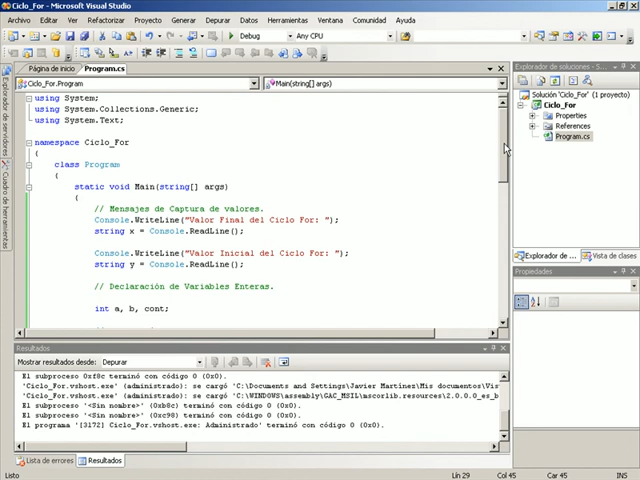 Ciclo_For - Microsoft Visual Studio
Archivo Editar Ver Refactorizar Proyecto Generar Depurar Datos Herramientas Ventana Comunidad Ayuda
Debug Any CPU
Página de inicio Program.cs
Ciclo_For.Program Main(string[] args)
using System;
using System.Collections.Generic;
using System.Text;
namespace Ciclo_For
{
class Program
{
static void Main(string[] args)
{
// Mensajes de Captura de valores.
Console.WriteLine("Valor Final del Ciclo For: ");
string x = Console.ReadLine();
Console.WriteLine("Valor Inicial del Ciclo For: ");
string y = Console.ReadLine();
// Declaración de Variables Enteras.
int a, b, cont;
Explorador de servidores
Cuadro de herramientas
Explorador de soluciones - S...
Solución 'Ciclo_For' (1 proyecto)
Ciclo_For
Properties
References
Program.cs
Explorador de ... Vista de clases
Propiedades
Resultados
Mostrar resultados desde: Depurar
El subproceso 0xf8c terminó con código 0 (0x0).
'Ciclo_For.vshost.exe' (administrado): se cargó 'C:\Documents and Settings\Javier Martinez\Mis documentos\Vis
'Ciclo_For.vshost.exe' (administrado): se cargó 'C:\WINDOWS\assembly\GAC_MSIL\mscorlib.resources\2.0.0.0_es_b
El subproceso '<Sin nombre>' (0xb8c) terminó con código 0 (0x0).
El subproceso '<Sin nombre>' (0xc98) terminó con código 0 (0x0).
El programa '[3172] Ciclo_For.vshost.exe: Administrado' terminó con código 0 (0x0).
Lista de errores Resultados
Listo Lín 29 Col 45 Car 45 INS